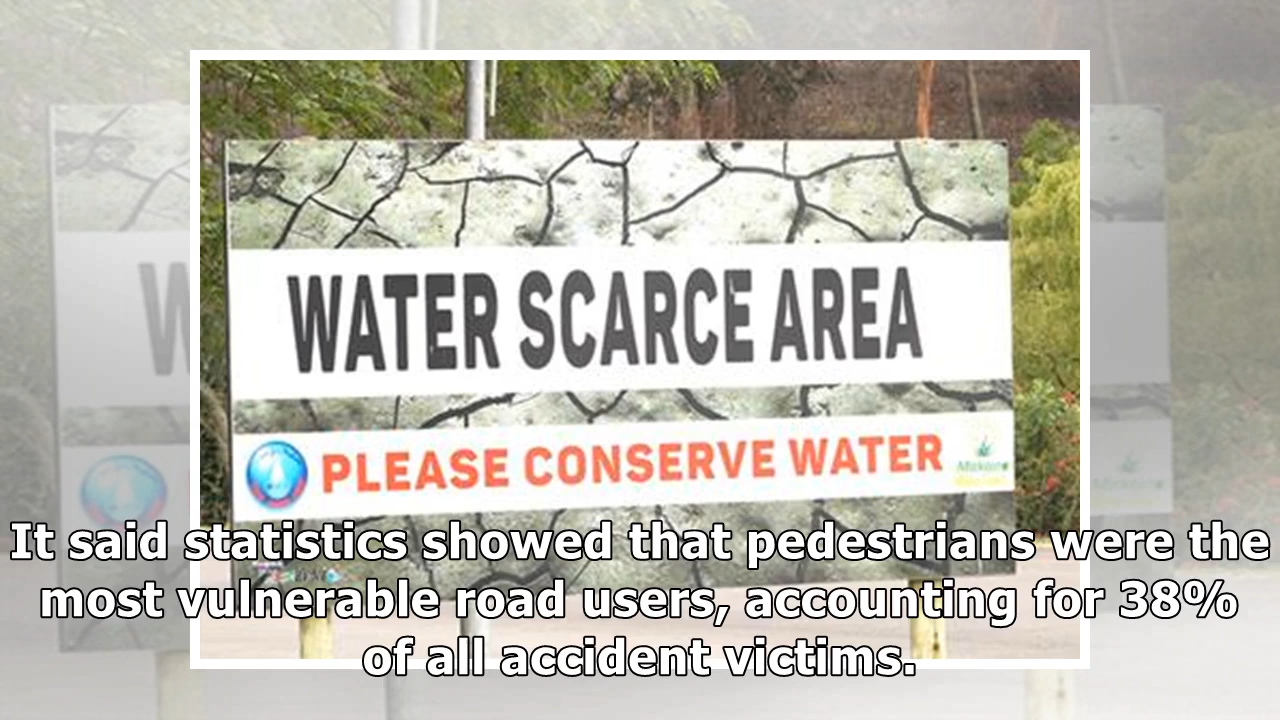 WATER SCARCE AREA
PLEASE CONSERVE WATER
It said statistics showed that pedestrians were the
most vulnerable road users, accounting for 38%
of all accident victims.